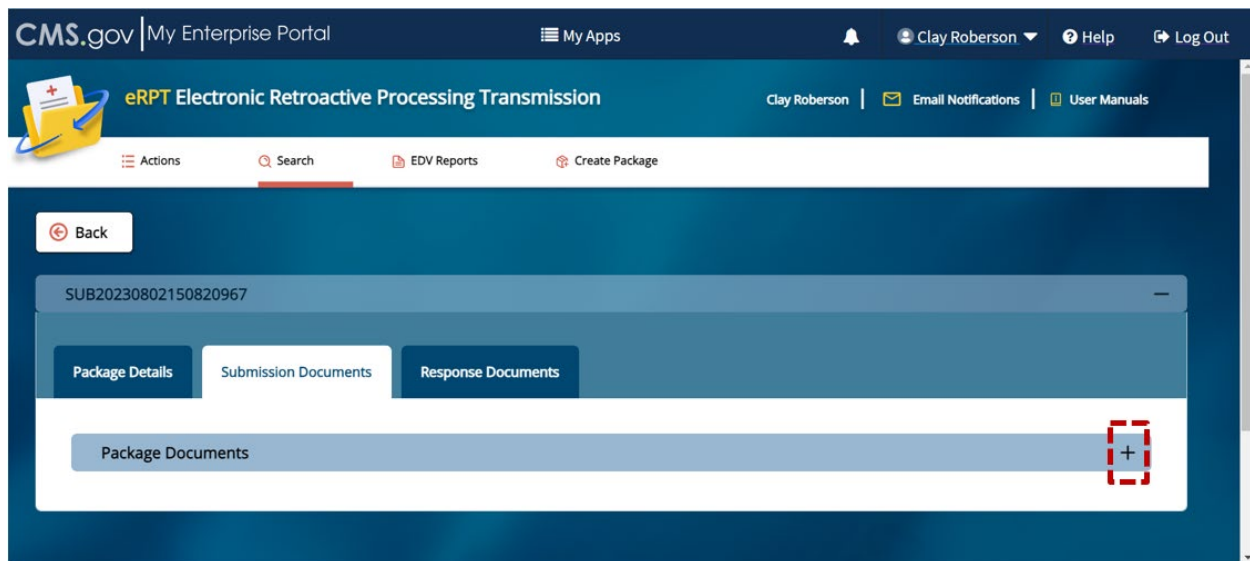 CMS.gov My Enterprise Portal My Apps Clay Roberson Help Log Out
eRPT Electronic Retroactive Processing Transmission Clay Roberson Email Notifications User Manuals
Actions Search EDV Reports Create Package
Back
SUB20230802150820967
Package Details Submission Documents Response Documents
Package Documents